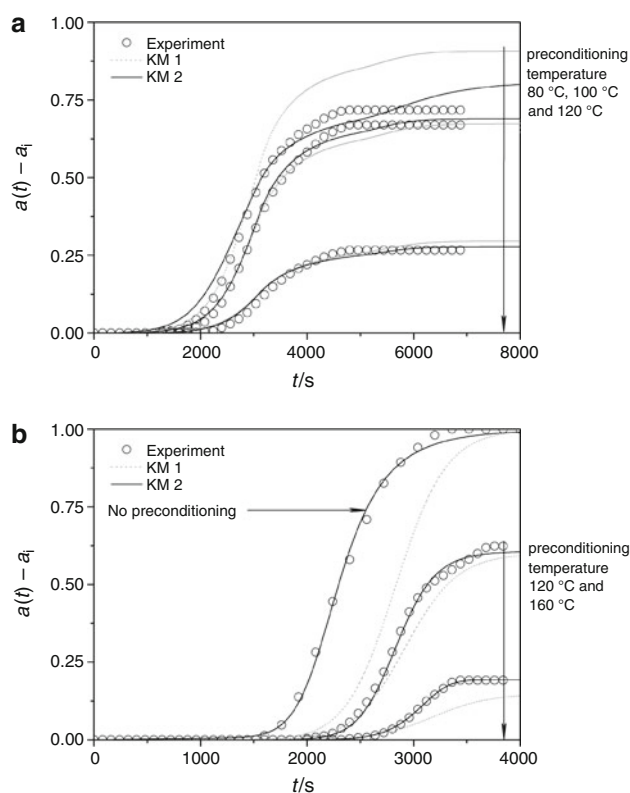 a
1.00
0.75
0.50
0.25
0.00
a(t) – ai
Experiment
KM 1
KM 2
preconditioning
temperature
80 °C, 100 °C
and 120 °C
0 2000 4000 6000 8000
t/s
b
1.00
0.75
0.50
0.25
0.00
a(t) – ai
Experiment
KM 1
KM 2
No preconditioning
preconditioning
temperature
120 °C and
160 °C
0 1000 2000 3000 4000
t/s